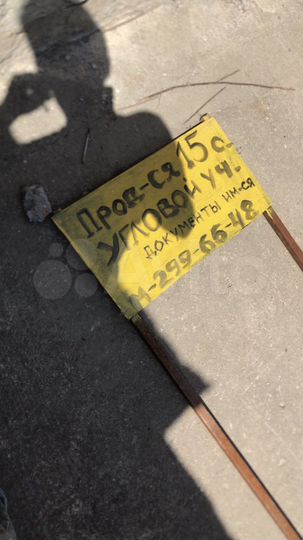 Прод-ся 15 с.
угловой уч.
документы им-ся
М-299-66-48